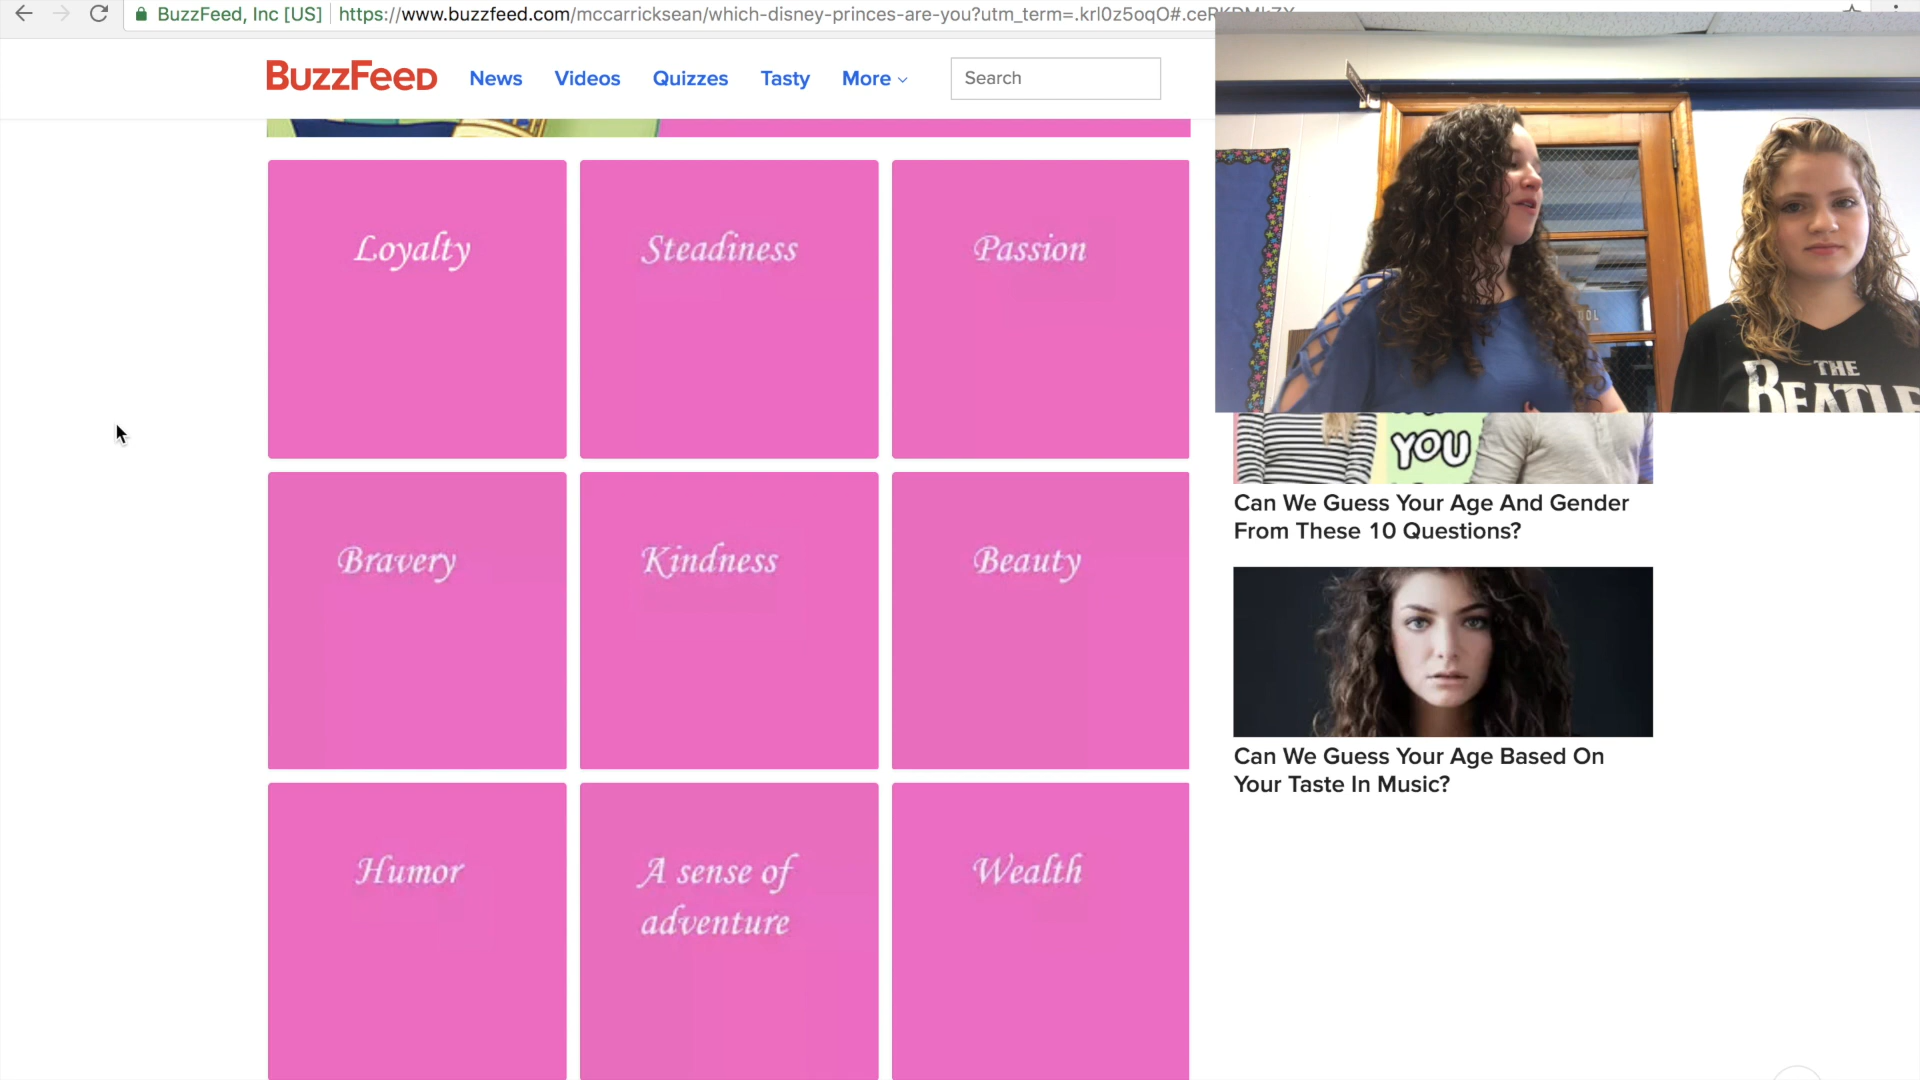 BuzzFeed, Inc [US] https://www.buzzfeed.com/mccarricksean/which-disney-princes-are-you?utm_term=.krl0z5oqO#.ce
BuzzFeed News Videos Quizzes Tasty More Search
Loyalty Steadiness Passion
THE
BEATLE
YOU
Can We Guess Your Age And Gender
From These 10 Questions?
Bravery Kindness Beauty
Can We Guess Your Age Based On
Your Taste In Music?
Humor A sense of Wealth
adventure